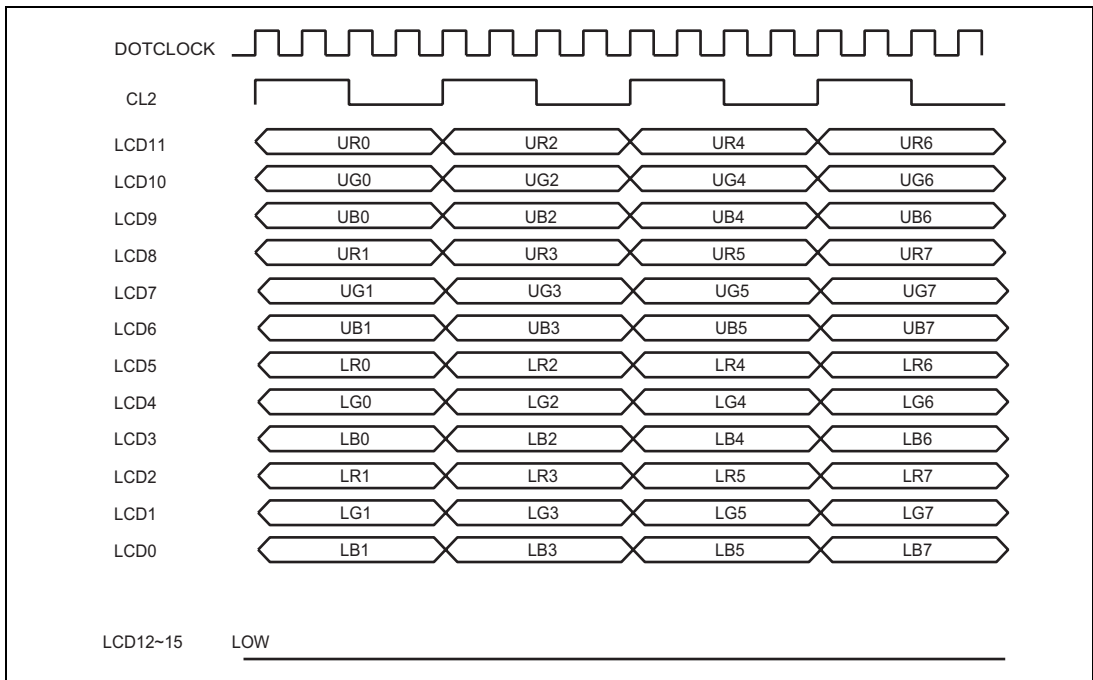 DOTCLOCK
CL2
LCD11 UR0 UR2 UR4 UR6
LCD10 UG0 UG2 UG4 UG6
LCD9 UB0 UB2 UB4 UB6
LCD8 UR1 UR3 UR5 UR7
LCD7 UG1 UG3 UG5 UG7
LCD6 UB1 UB3 UB5 UB7
LCD5 LR0 LR2 LR4 LR6
LCD4 LG0 LG2 LG4 LG6
LCD3 LB0 LB2 LB4 LB6
LCD2 LR1 LR3 LR5 LR7
LCD1 LG1 LG3 LG5 LG7
LCD0 LB1 LB3 LB5 LB7
LCD12~15 LOW